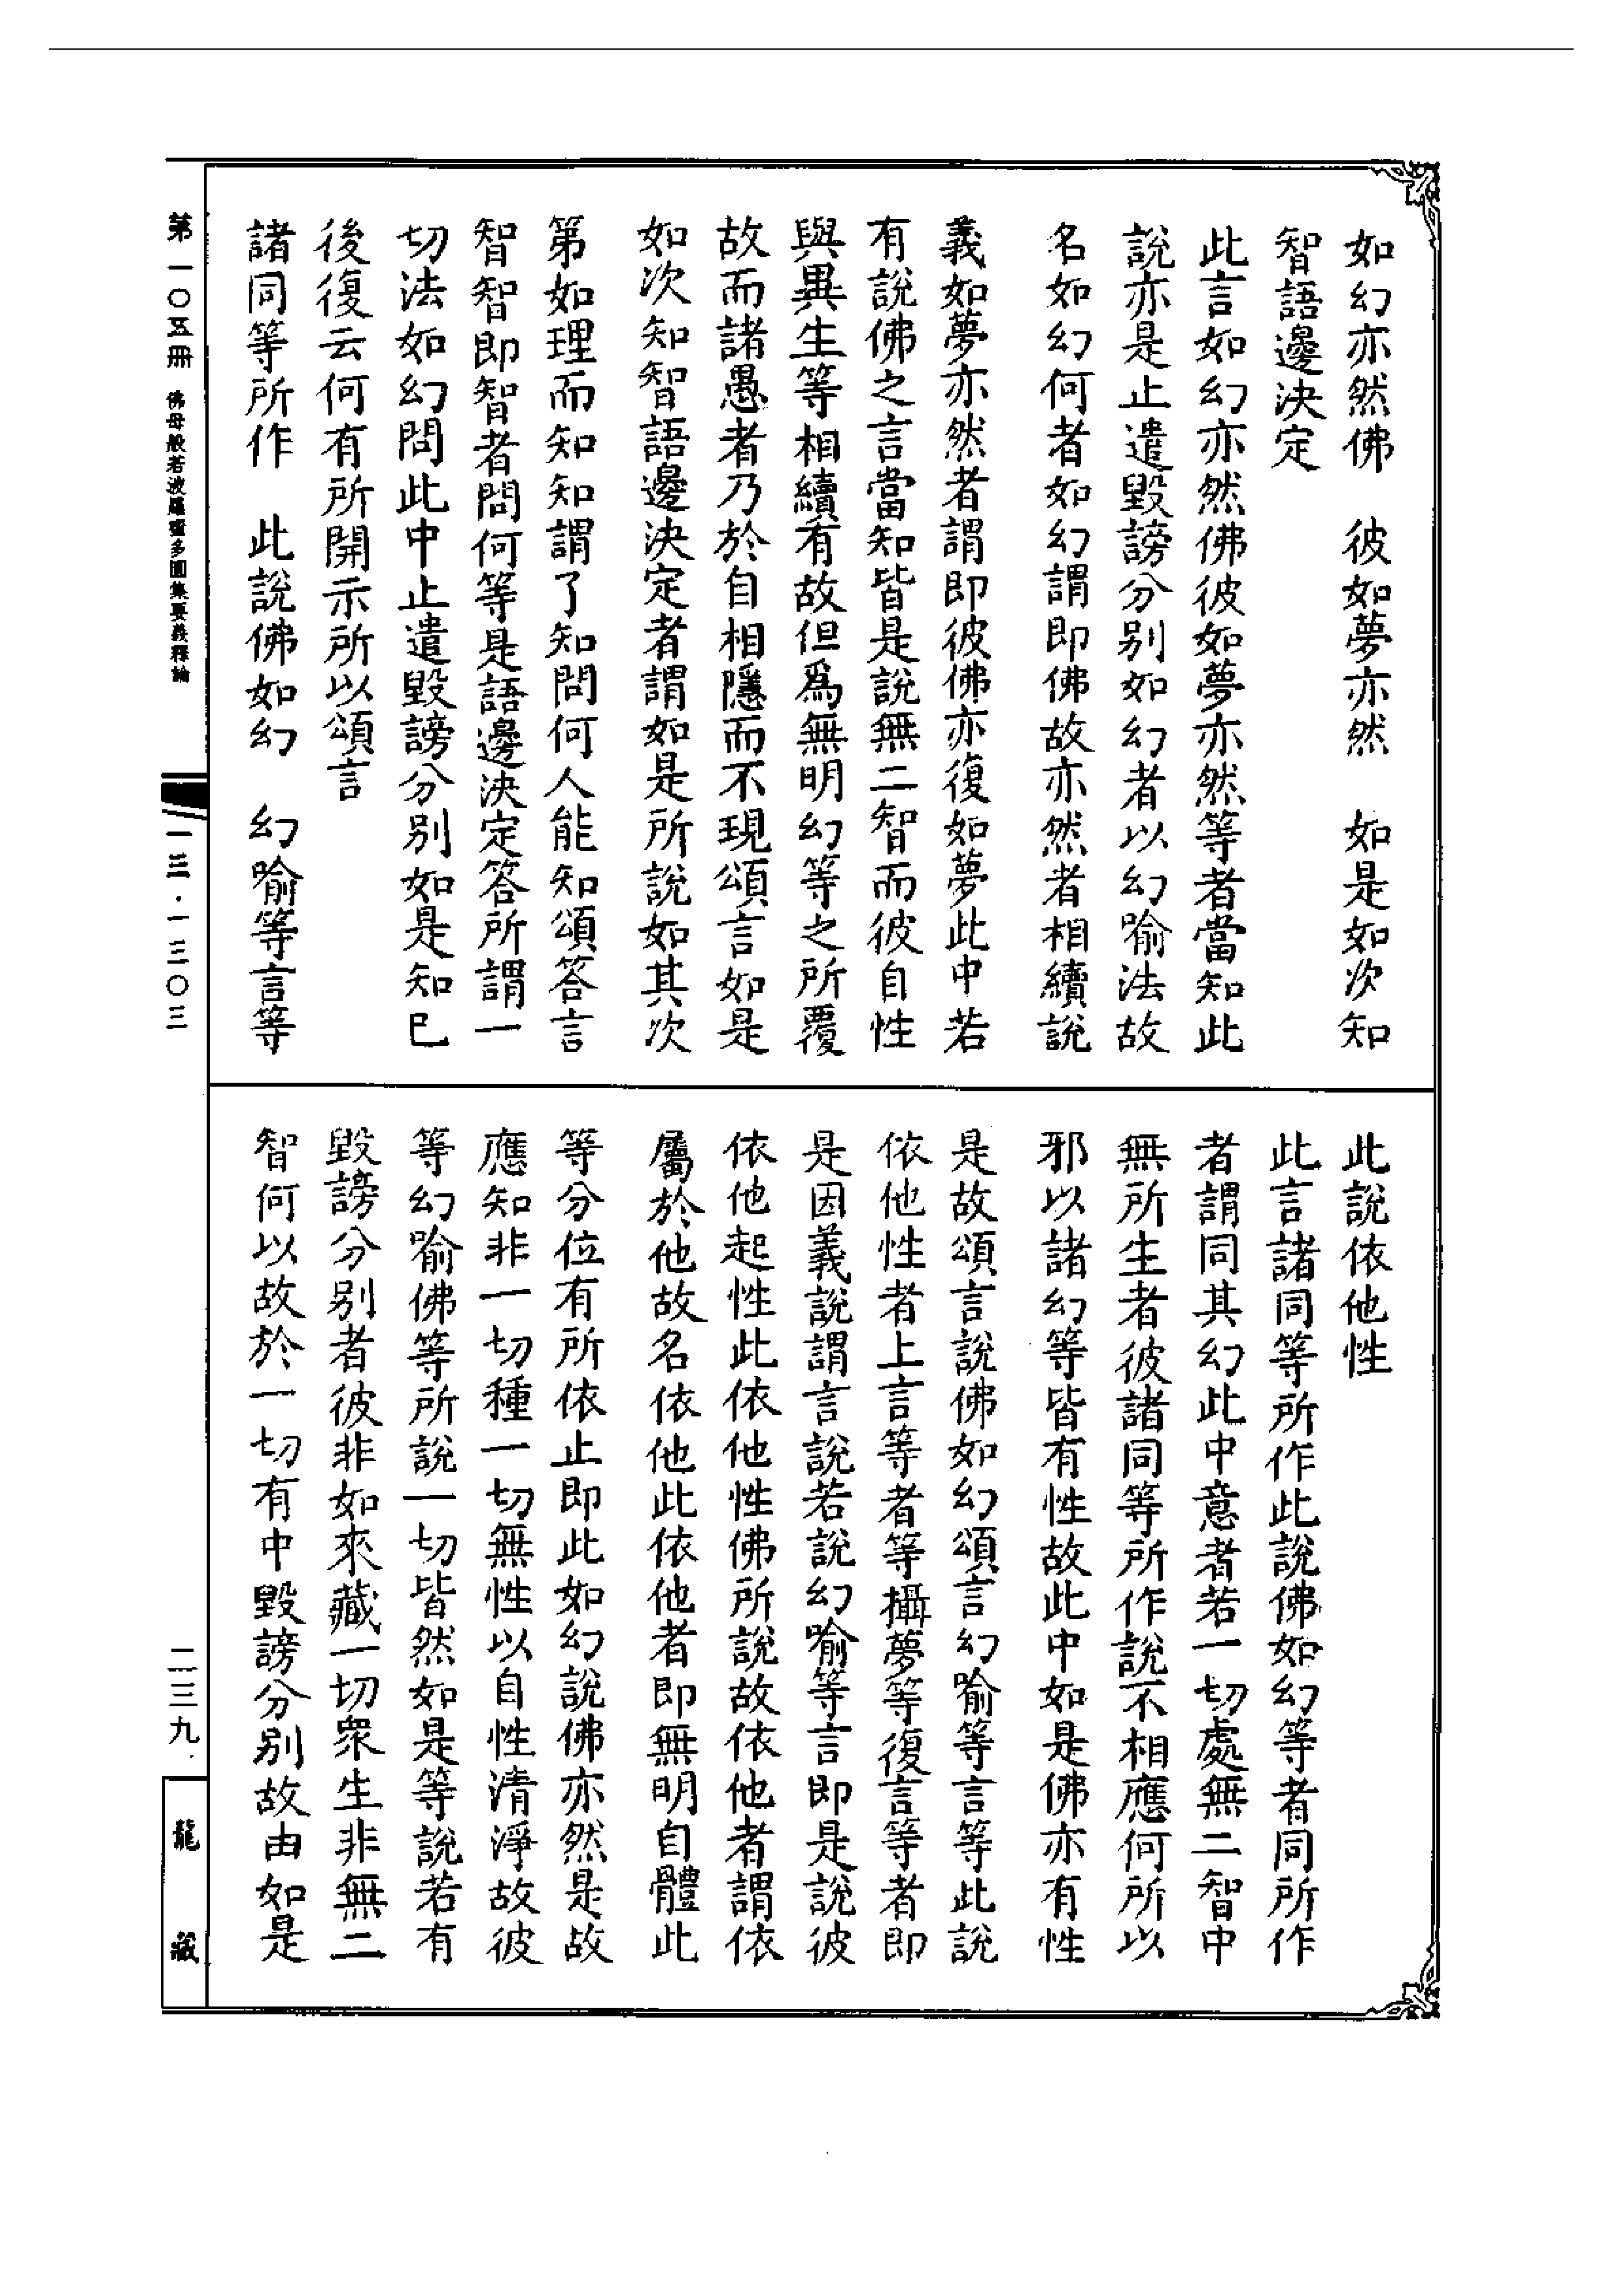 如幻亦然佛　彼如夢亦然　如是如次知
智語邊決定
此言如幻亦然佛彼如夢亦然等者當知此
說亦是止遣毀謗分別如幻者以幻喻法故
名如幻何者如幻謂即佛故亦然者相續說
義如夢亦然者謂即彼佛亦復如夢此中若
有說佛之言當知皆是說無二智而彼自性
與異生等相續有故但爲無明幻等之所覆
故而諸愚者乃於自相隱而不現頌言如是
如次知智語邊決定者謂如是所說如其次
第如理而知知謂了知問何人能知頌答言
智智即智者問何等是語邊決定答所謂一
切法如幻問此中止遣毀謗分別如是知已
後復云何有所開示所以頌言
諸同等所作　此說佛如幻　幻喻等言等
此說依他性
此言諸同等所作此說佛如幻等者同所作
者謂同其幻此中意者若一切處無二智中
無所生者彼諸同等所作說不相應何所以
邪以諸幻等皆有性故此中如是佛亦有性
是故頌言說佛如幻頌言幻喻等言等此說
依他性者上言等者等攝夢等復言等者即
是因義說謂言說若說幻喻等言即是說彼
依他起性此依他性佛所說故依他者謂依
屬於他故名依他此依他者即無明自體此
等分位有所依止即此如幻說佛亦然是故
應知非一切種一切無性以自性清淨故彼
等幻喻佛等所說一切皆然如是等說若有
毀謗分別者彼非如來藏一切眾生非無二
智何以故於一切有中毀謗分別故由如是
第一〇五冊　佛母般若波羅蜜多圓集要義釋論
一三·一三〇三
二三九
龍藏